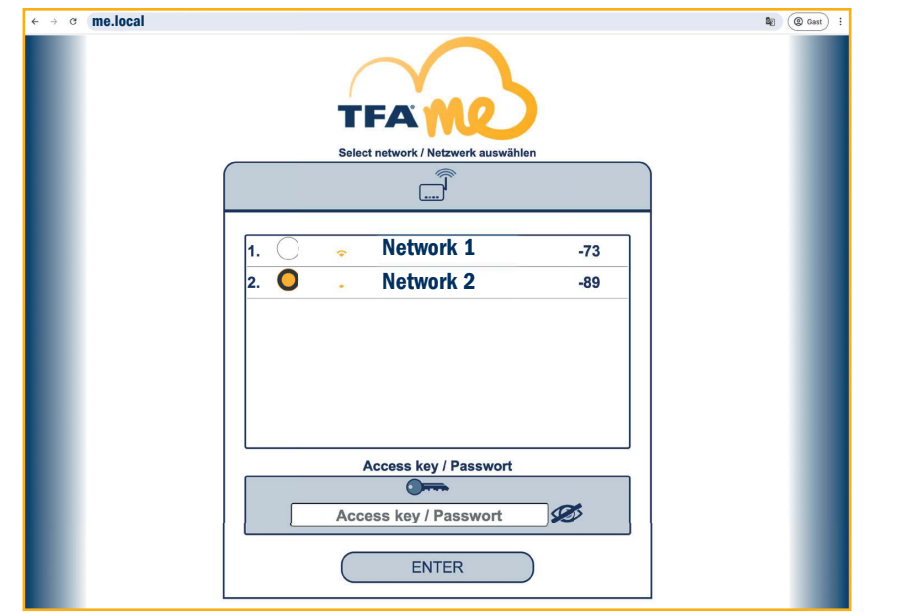 me.local
Gast
TFA me
Select network / Netzwerk auswählen
1. Network 1 -73
2. Network 2 -89
Access key / Passwort
Access key / Passwort
ENTER